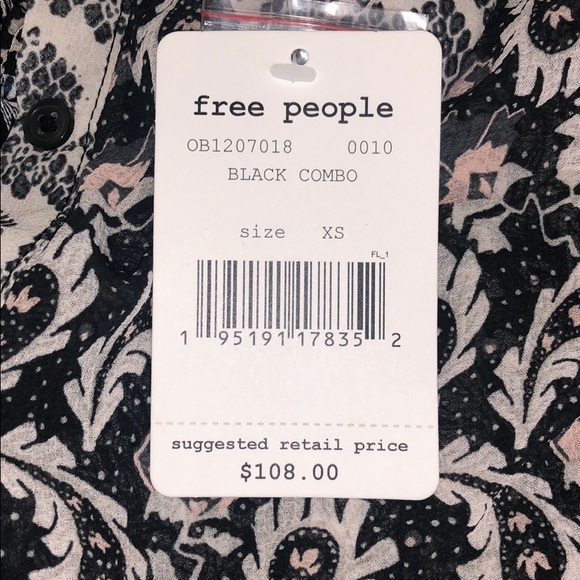 free people
OB1207018 0010
BLACK COMBO
size XS
FL_1
1 95191 17835 2
suggested retail price
$108.00